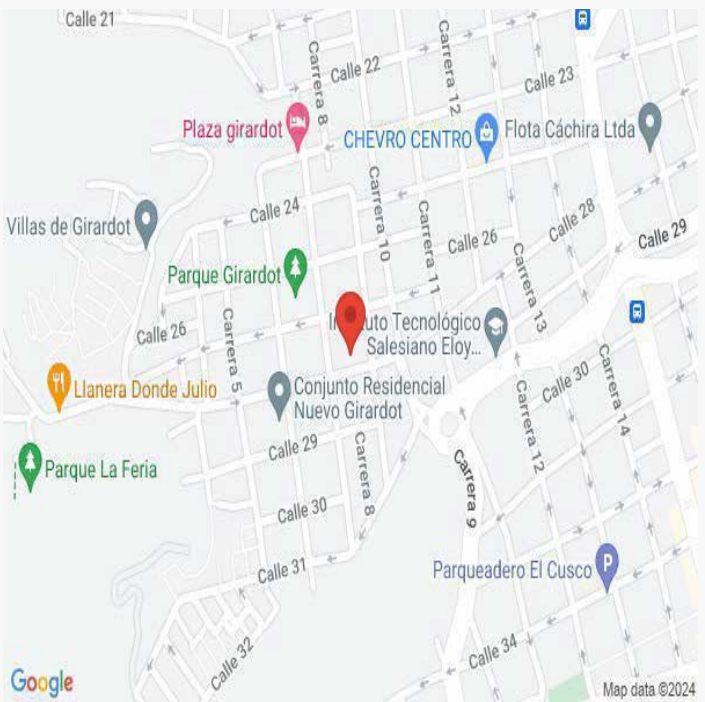 Calle 21
Carrera 8
Calle 22
Carrera 12
Calle 23
Plaza girardot
CHEVRO CENTRO
Flota Cáchira Ltda
Villas de Girardot
Calle 24
Carrera 10
Carrera 11
Calle 26
Calle 28
Calle 29
Parque Girardot
Carrera 13
Calle 26
Carrera 5
Tecnológico
Salesiano Eloy...
Llanera Donde Julio
Conjunto Residencial
Nuevo Girardot
Calle 30
Carrera 14
Carrera 12
Calle 29
Carrera 8
Carrera 9
Parque La Feria
Calle 30
Calle 31
Parqueadero El Cusco
P
Calle 32
Calle 34
Google
Map data ©2024